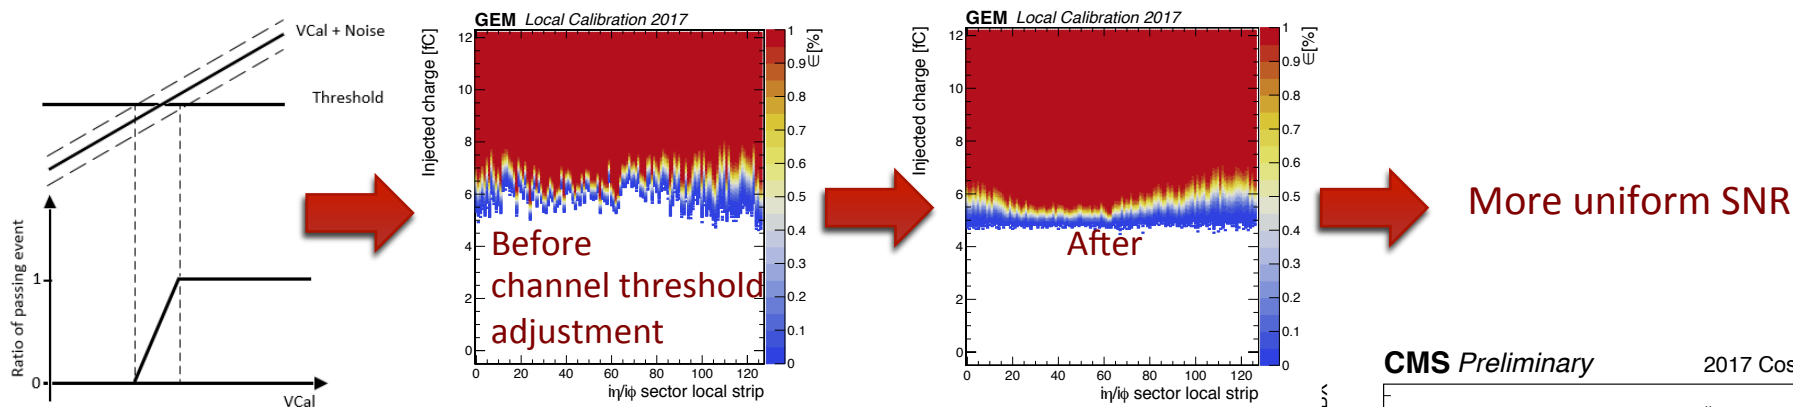 VCal + Noise
Threshold
Ratio of passing event
1
0
VCal
GEM Local Calibration 2017
Injected charge [fC]
12
10
8
6
4
2
0
0 20 40 60 80 100 120
iη/iφ sector local strip
1
0.9
0.8
0.7
0.6
0.5
0.4
0.3
0.2
0.1
0
∈[%]
Before
channel threshold
adjustment
GEM Local Calibration 2017
Injected charge [fC]
12
10
8
6
4
2
0
0 20 40 60 80 100 120
iη/iφ sector local strip
1
0.9
0.8
0.7
0.6
0.5
0.4
0.3
0.2
0.1
0
∈[%]
After
More uniform SNR
CMS Preliminary 2017 Cos